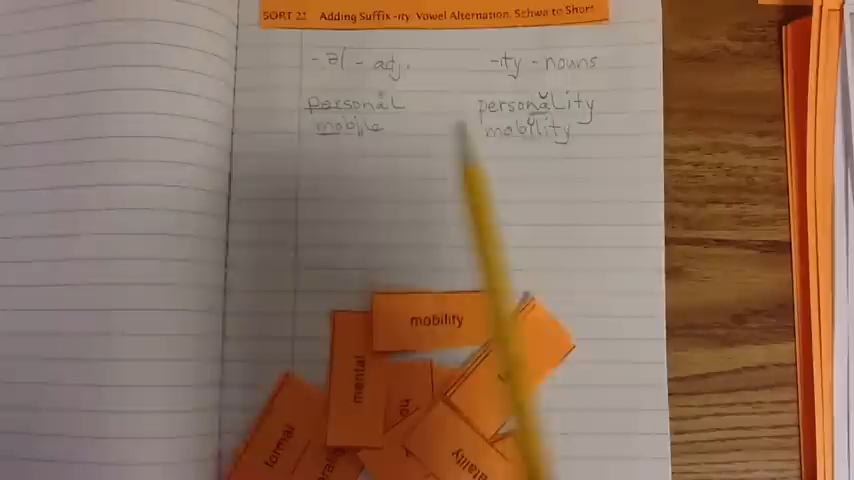 SORT 22 Adding Suffix -ity: Vowel Alternation, Schwa to Short
-al - adj. -ity - nouns
personal personality
mobile mobility
mobility
mental
formal